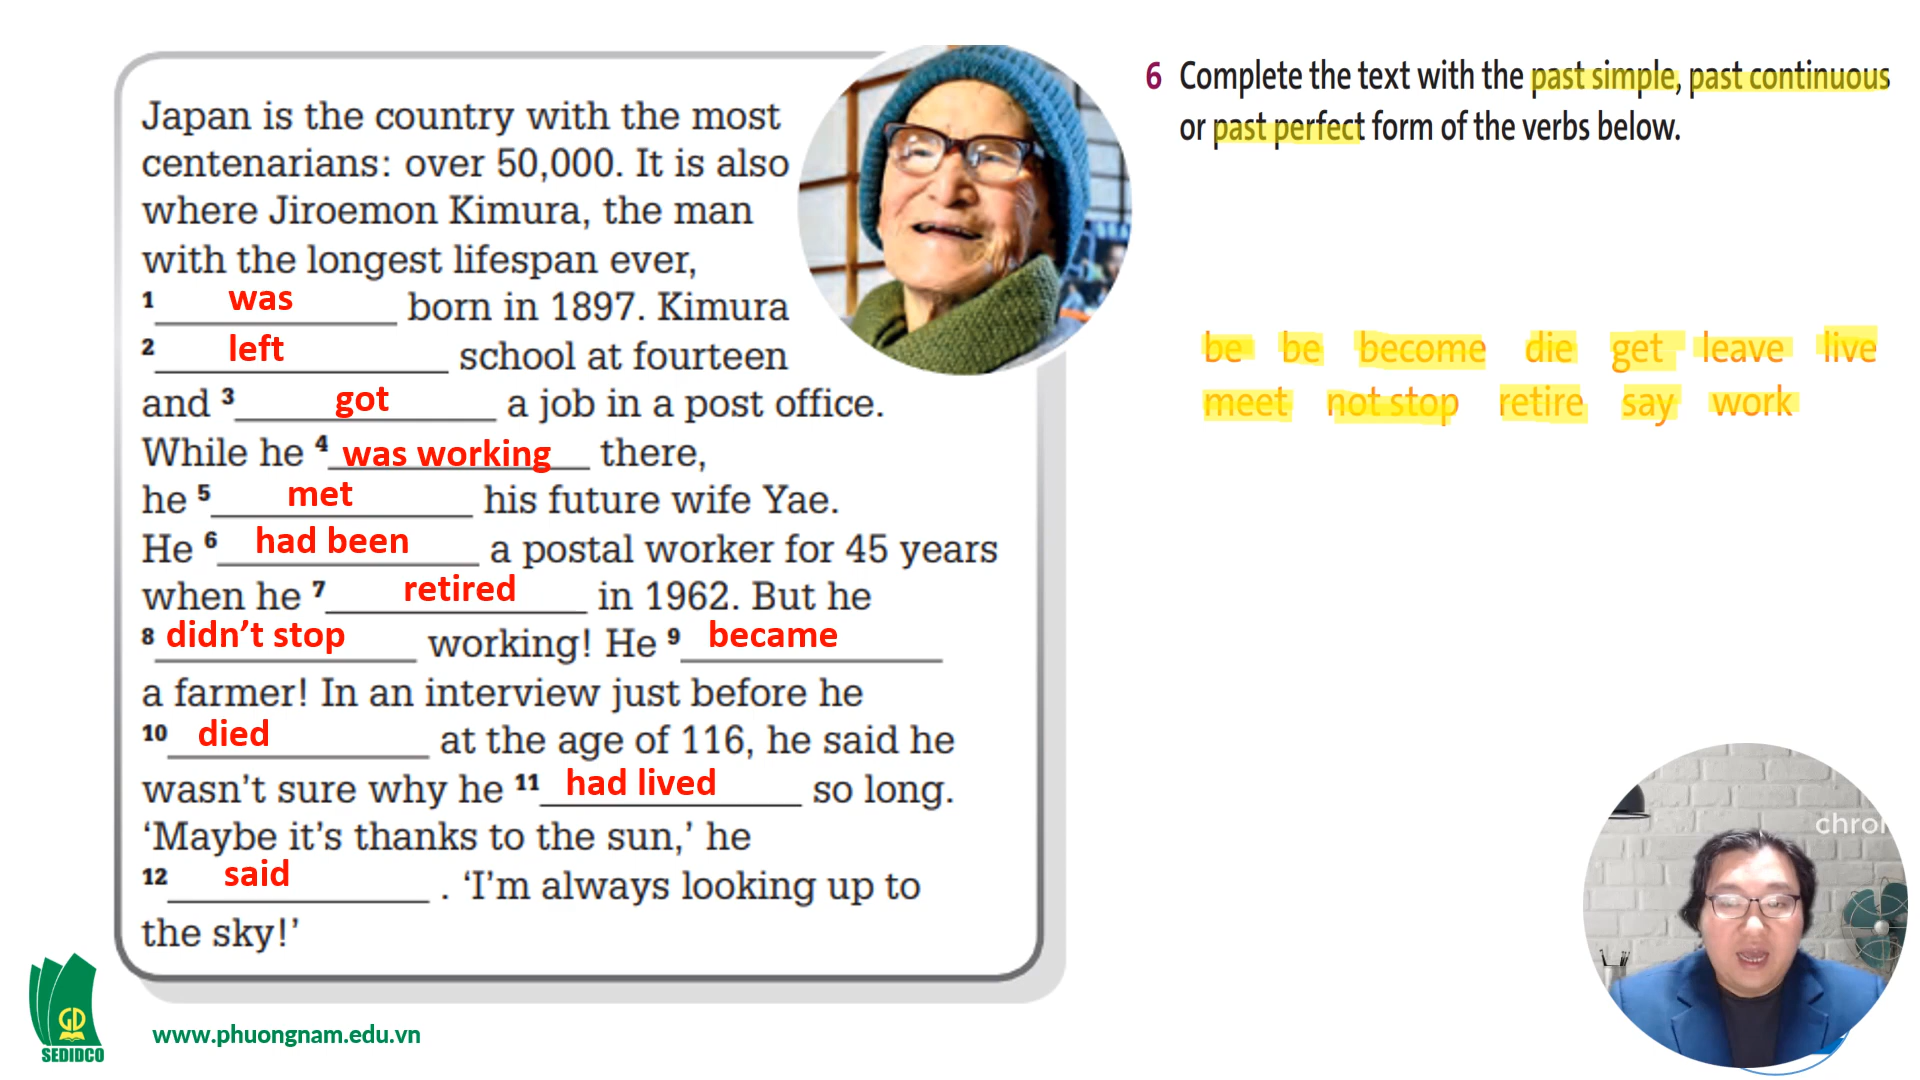 Japan is the country with the most
centenarians: over 50,000. It is also
where Jiroemon Kimura, the man
with the longest lifespan ever,
1 was born in 1897. Kimura
2 left school at fourteen
and 3 got a job in a post office.
While he 4 was working there,
he 5 met his future wife Yae.
He 6 had been a postal worker for 45 years
when he 7 retired in 1962. But he
8 didn’t stop working! He 9 became
a farmer! In an interview just before he
10 died at the age of 116, he said he
wasn’t sure why he 11 had lived so long.
‘Maybe it’s thanks to the sun,’ he
12 said . ‘I’m always looking up to
the sky!’
6 Complete the text with the past simple, past continuous
or past perfect form of the verbs below.
be be become die get leave live
meet not stop retire say work
GD
SEDIDCO
www.phuongnam.edu.vn